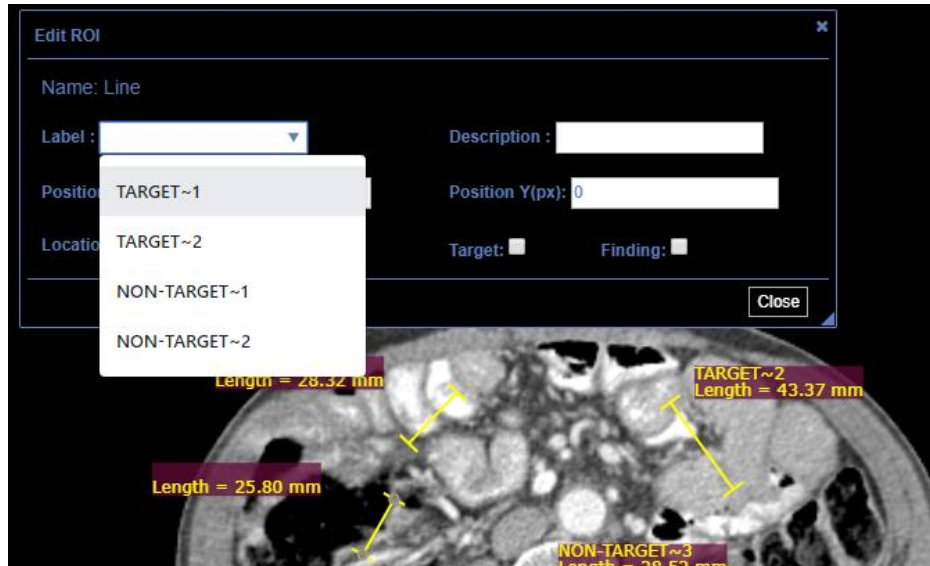 Edit ROI
Name: Line
Label :
Description :
TARGET~1
Position Y(px): 0
TARGET~2
Target:
Finding:
NON-TARGET~1
Close
NON-TARGET~2
Length = 28.32 mm
TARGET~2
Length = 43.37 mm
Length = 25.80 mm
NON-TARGET~3